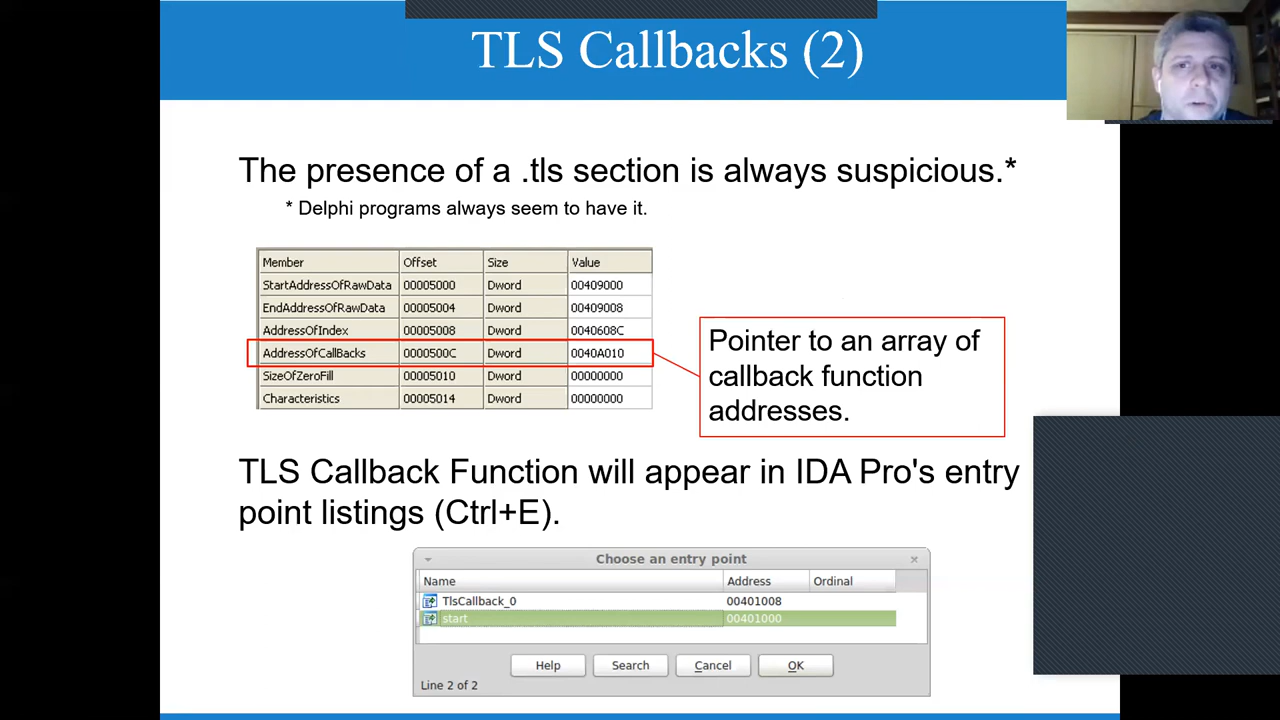 TLS Callbacks (2)
The presence of a .tls section is always suspicious.*
* Delphi programs always seem to have it.
Member Offset Size Value
StartAddressOfRawData 00005000 Dword 00409000
EndAddressOfRawData 00005004 Dword 00409008
AddressOfIndex 00005008 Dword 0040608C
AddressOfCallBacks 0000500C Dword 0040A010
SizeOfZeroFill 00005010 Dword 00000000
Characteristics 00005014 Dword 00000000
Pointer to an array of
callback function
addresses.
TLS Callback Function will appear in IDA Pro's entry
point listings (Ctrl+E).
Choose an entry point
Name Address Ordinal
TlsCallback_0 00401008
start 00401000
Help Search Cancel OK
Line 2 of 2